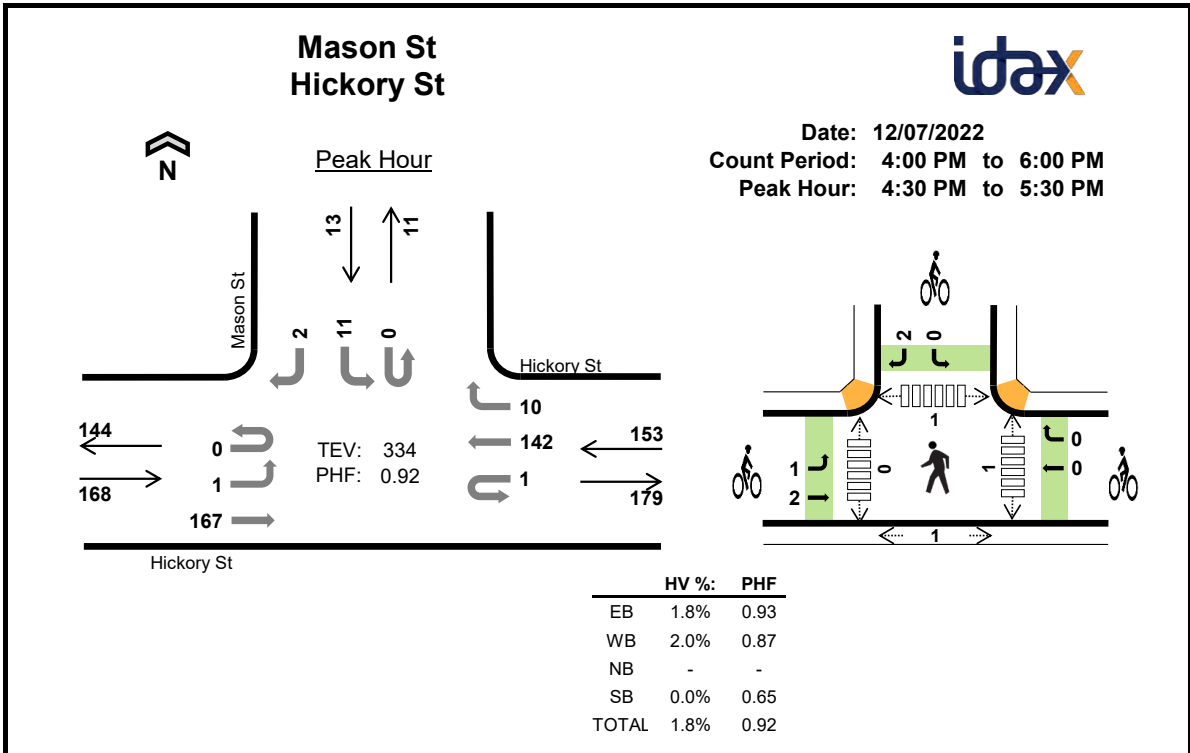 Mason St
Hickory St
idax
N
Peak Hour
Date: 12/07/2022
Count Period: 4:00 PM to 6:00 PM
Peak Hour: 4:30 PM to 5:30 PM
13
11
Mason St
2
11
0
Hickory St
10
142
1
153
179
144
168
0
1
167
TEV: 334
PHF: 0.92
Hickory St
2
0
1
1
2
0
1
0
0
1
HV %: PHF
EB 1.8% 0.93
WB 2.0% 0.87
NB - -
SB 0.0% 0.65
TOTAL 1.8% 0.92